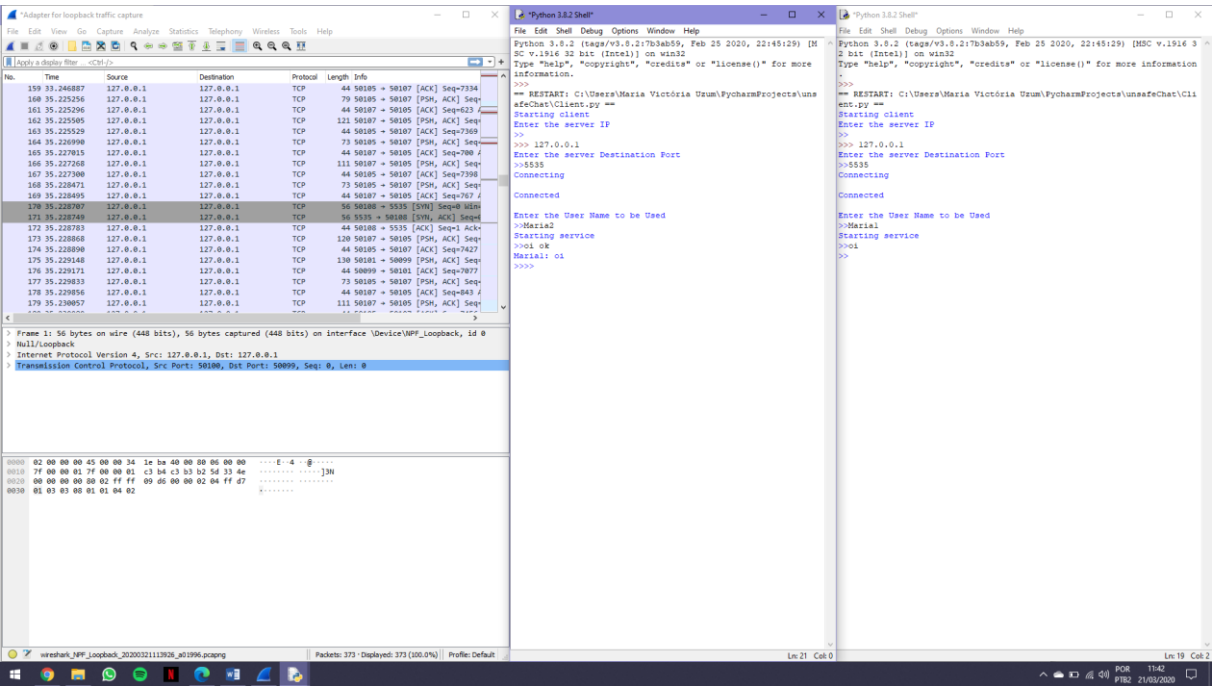 *Adapter for loopback traffic capture
File Edit View Go Capture Analyze Statistics Telephony Wireless Tools Help
Apply a display filter ... <Ctrl-/>
No. Time Source Destination Protocol Length Info
159 33.246887 127.0.0.1 127.0.0.1 TCP 44 50105 → 50107 [ACK] Seq=7334
160 35.225256 127.0.0.1 127.0.0.1 TCP 79 50105 → 50107 [PSH, ACK] Seq=
161 35.225296 127.0.0.1 127.0.0.1 TCP 44 50107 → 50105 [ACK] Seq=623 A
162 35.225505 127.0.0.1 127.0.0.1 TCP 121 50107 → 50105 [PSH, ACK] Seq=
163 35.225529 127.0.0.1 127.0.0.1 TCP 44 50105 → 50107 [ACK] Seq=7369
164 35.226990 127.0.0.1 127.0.0.1 TCP 73 50105 → 50107 [PSH, ACK] Seq=
165 35.227015 127.0.0.1 127.0.0.1 TCP 44 50107 → 50105 [ACK] Seq=700 A
166 35.227268 127.0.0.1 127.0.0.1 TCP 111 50107 → 50105 [PSH, ACK] Seq=
167 35.227300 127.0.0.1 127.0.0.1 TCP 44 50105 → 50107 [ACK] Seq=7398
168 35.228471 127.0.0.1 127.0.0.1 TCP 73 50105 → 50107 [PSH, ACK] Seq=
169 35.228495 127.0.0.1 127.0.0.1 TCP 44 50107 → 50105 [ACK] Seq=767 A
170 35.228707 127.0.0.1 127.0.0.1 TCP 56 50108 → 5535 [SYN] Seq=0 Win=
171 35.228749 127.0.0.1 127.0.0.1 TCP 56 5535 → 50108 [SYN, ACK] Seq=0
172 35.228783 127.0.0.1 127.0.0.1 TCP 44 50108 → 5535 [ACK] Seq=1 Ack=
173 35.228868 127.0.0.1 127.0.0.1 TCP 120 50107 → 50105 [PSH, ACK] Seq=
174 35.228890 127.0.0.1 127.0.0.1 TCP 44 50105 → 50107 [ACK] Seq=7427
175 35.229148 127.0.0.1 127.0.0.1 TCP 130 50101 → 50099 [PSH, ACK] Seq=
176 35.229171 127.0.0.1 127.0.0.1 TCP 44 50099 → 50101 [ACK] Seq=7077
177 35.229833 127.0.0.1 127.0.0.1 TCP 73 50105 → 50107 [PSH, ACK] Seq=
178 35.229856 127.0.0.1 127.0.0.1 TCP 44 50107 → 50105 [ACK] Seq=843 A
179 35.230057 127.0.0.1 127.0.0.1 TCP 111 50107 → 50105 [PSH, ACK] Seq=
Frame 1: 56 bytes on wire (448 bits), 56 bytes captured (448 bits) on interface \Device\NPF_Loopback, id 0
Null/Loopback
Internet Protocol Version 4, Src: 127.0.0.1, Dst: 127.0.0.1
Transmission Control Protocol, Src Port: 50100, Dst Port: 50099, Seq: 0, Len: 0
0000 02 00 00 00 45 00 00 34 1e ba 40 00 80 06 00 00 ····E··4 ··@·····
0010 7f 00 00 01 7f 00 00 01 c3 b4 c3 b3 b2 5d 33 4e ········ ·····]3N
0020 00 00 00 00 80 02 ff ff 09 d6 00 00 02 04 ff d7 ········ ········
0030 01 03 03 08 01 01 04 02 ········
wireshark_NPF_Loopback_20200321113926_a01996.pcapng Packets: 373 · Displayed: 373 (100.0%) Profile: Default
*Python 3.8.2 Shell*
File Edit Shell Debug Options Window Help
Python 3.8.2 (tags/v3.8.2:7b3ab59, Feb 25 2020, 22:45:29) [M
SC v.1916 32 bit (Intel)] on win32
Type "help", "copyright", "credits" or "license()" for more
information.
>>>
== RESTART: C:\Users\Maria Victória Uzum\PycharmProjects\uns
afeChat\Client.py ==
Starting client
Enter the server IP
>>
>>> 127.0.0.1
Enter the server Destination Port
>>5535
Connecting
Connected
Enter the User Name to be Used
>>Maria2
Starting service
>>oi ok
Maria1: oi
>>>>
Ln: 21 Col: 0
*Python 3.8.2 Shell*
File Edit Shell Debug Options Window Help
Python 3.8.2 (tags/v3.8.2:7b3ab59, Feb 25 2020, 22:45:29) [MSC v.1916 3
2 bit (Intel)] on win32
Type "help", "copyright", "credits" or "license()" for more information
.
>>>
== RESTART: C:\Users\Maria Victória Uzum\PycharmProjects\unsafeChat\Cli
ent.py ==
Starting client
Enter the server IP
>>
>>> 127.0.0.1
Enter the server Destination Port
>>5535
Connecting
Connected
Enter the User Name to be Used
>>Maria1
Starting service
>>oi
>>
Ln: 19 Col: 2
POR 11:42
PTB2 21/03/2020